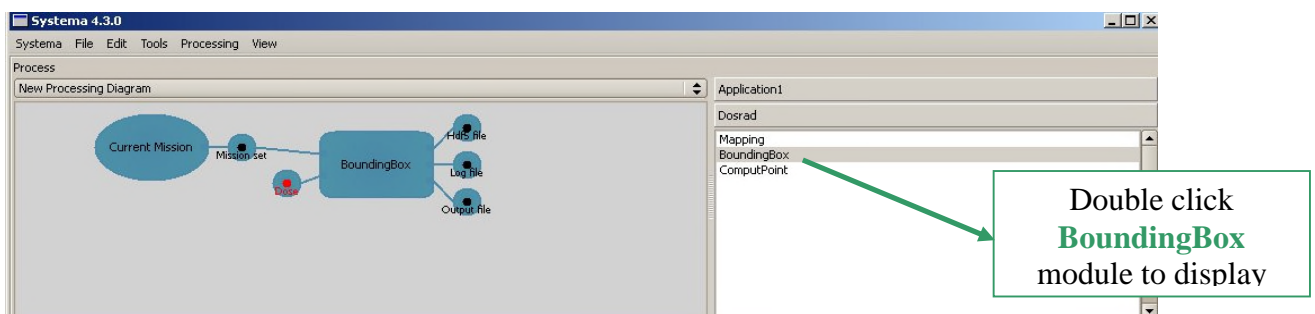 Systema 4.3.0
Systema File Edit Tools Processing View
Process
New Processing Diagram
Application1
Dosrad
Mapping
BoundingBox
ComputPoint
Current Mission
Mission set
Dose
BoundingBox
Hdf5 file
Log file
Output file
Double click
BoundingBox
module to display